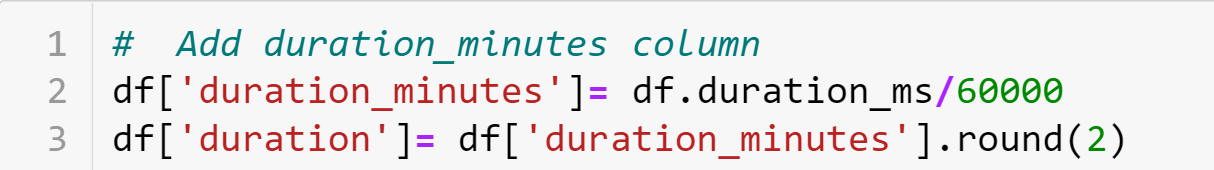 1 #  Add duration_minutes column
2 df['duration_minutes']= df.duration_ms/60000
3 df['duration']= df['duration_minutes'].round(2)